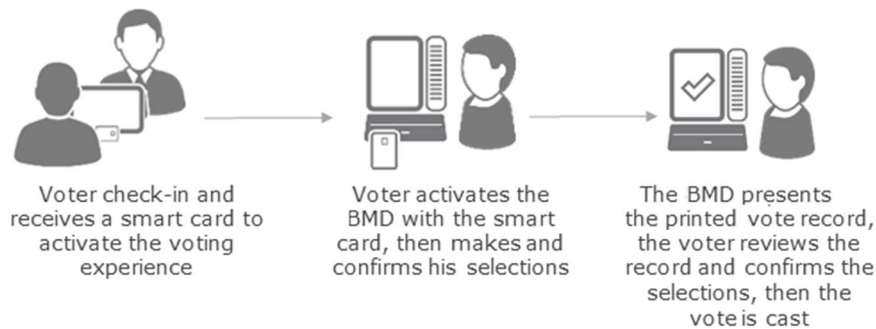 Voter check-in and
receives a smart card to
activate the voting
experience
Voter activates the
BMD with the smart
card, then makes and
confirms his selections
The BMD presents
the printed vote record,
the voter reviews the
record and confirms the
selections, then the
vote is cast